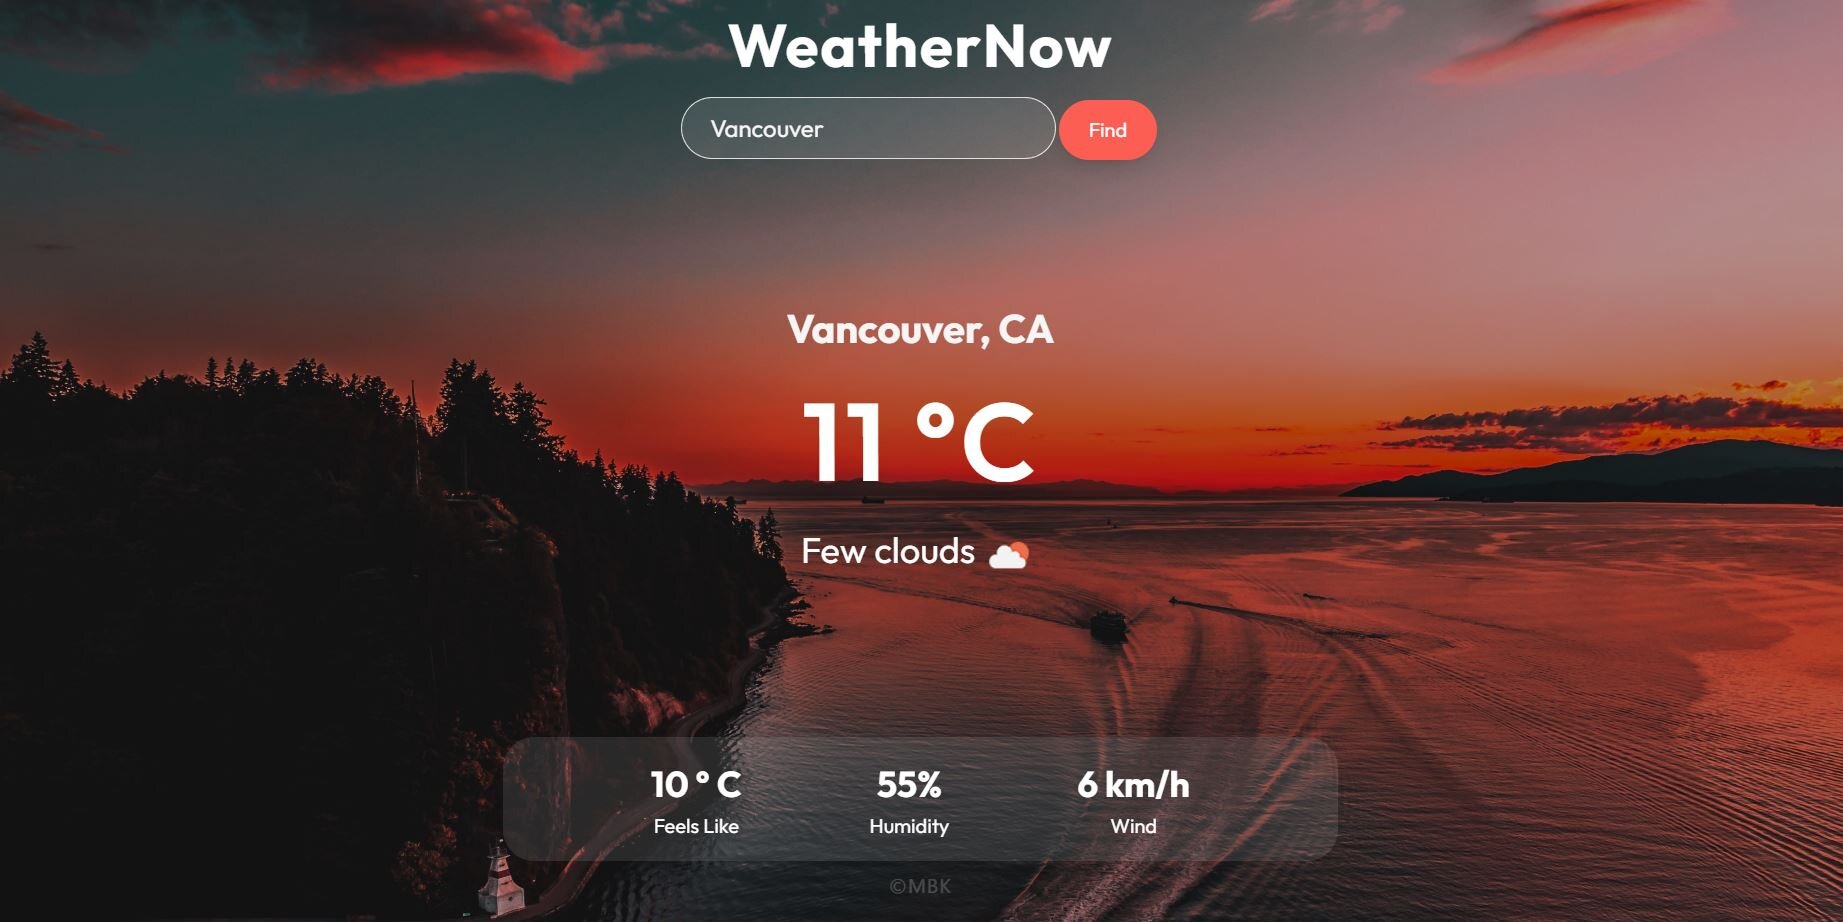 WeatherNow
Vancouver
Find
Vancouver, CA
11 °C
Few clouds
10 ° C
55%
6 km/h
Feels Like
Humidity
Wind
©MBK